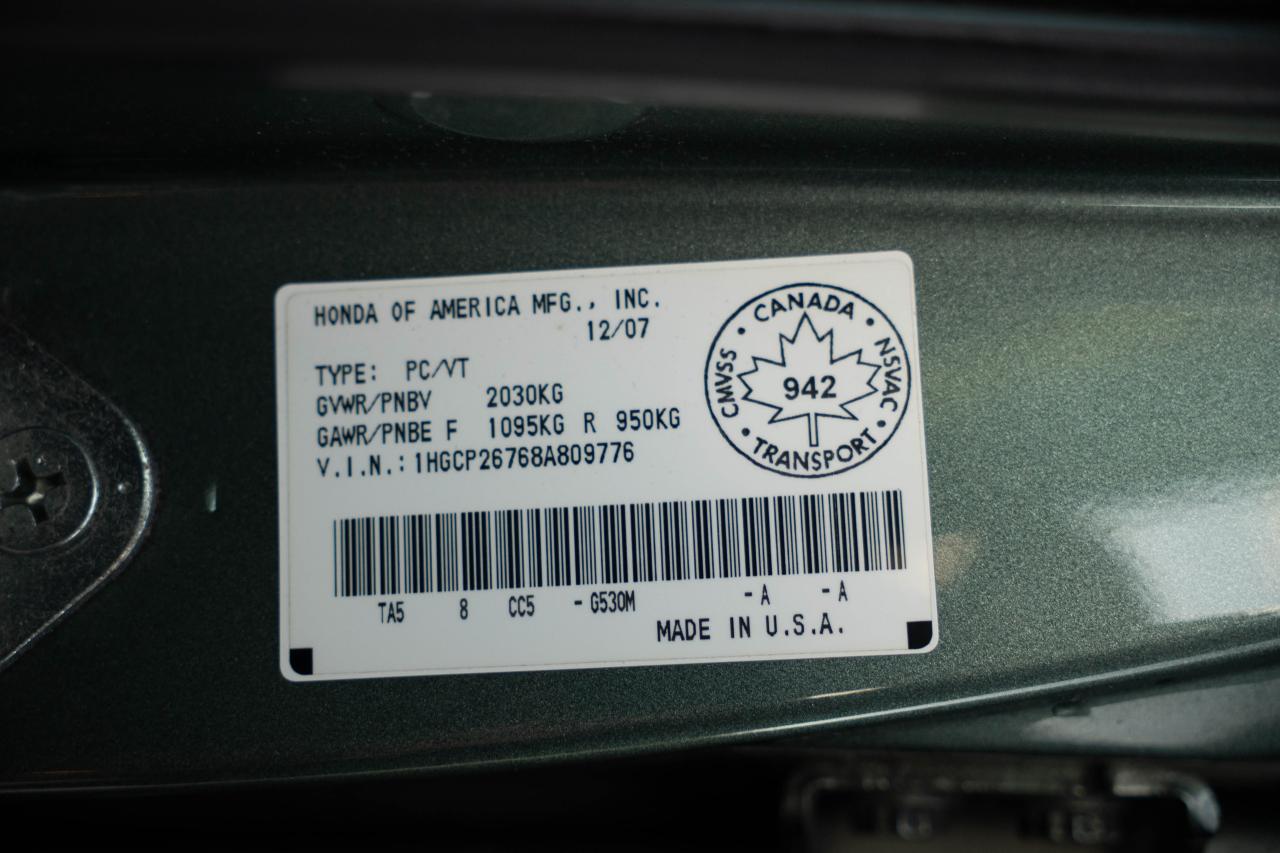 HONDA OF AMERICA MFG., INC.
12/07
TYPE: PC/VT
GVWR/PNBV 2030KG
GAWR/PNBE F 1095KG R 950KG
V.I.N.: 1HGCP26768A809776
CANADA
CMVSS
942
NSVAC
TRANSPORT
TA5 8 CC5 - G530M - A - A
MADE IN U.S.A.